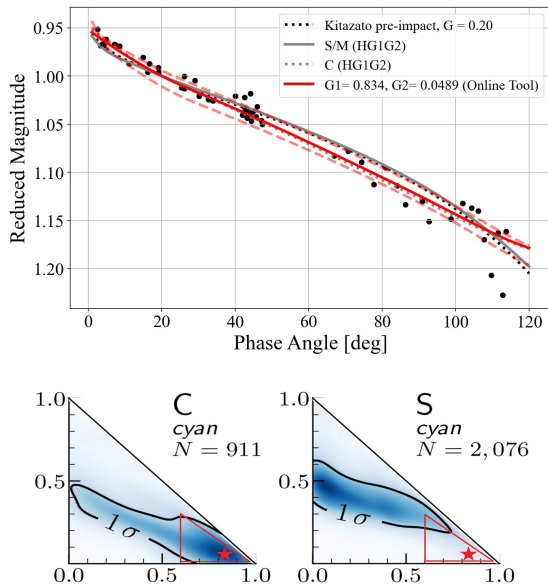 Kitazato pre-impact, G = 0.20
S/M (HG1G2)
C (HG1G2)
G1= 0.834, G2= 0.0489 (Online Tool)
Reduced Magnitude
0.95
1.00
1.05
1.10
1.15
1.20
0 20 40 60 80 100 120
Phase Angle [deg]
C
cyan
N = 911
1.0
0.5
1σ
0.0 0.5 1.0
S
cyan
N = 2,076
1.0
0.5
1σ
0.0 0.5 1.0